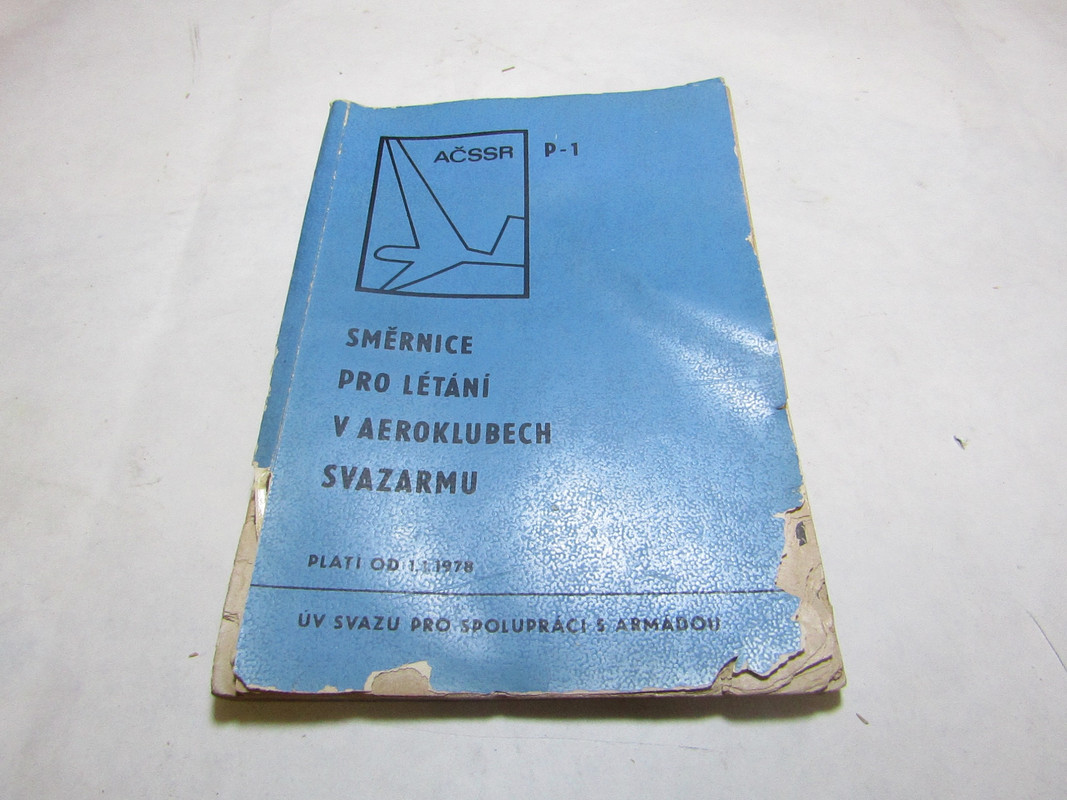 AČSSR P-1
SMĚRNICE
PRO LÉTÁNÍ
V AEROKLUBECH
SVAZARMU
PLATÍ OD 1.1.1978
ÚV SVAZU PRO SPOLUPRÁCI S ARMÁDOU